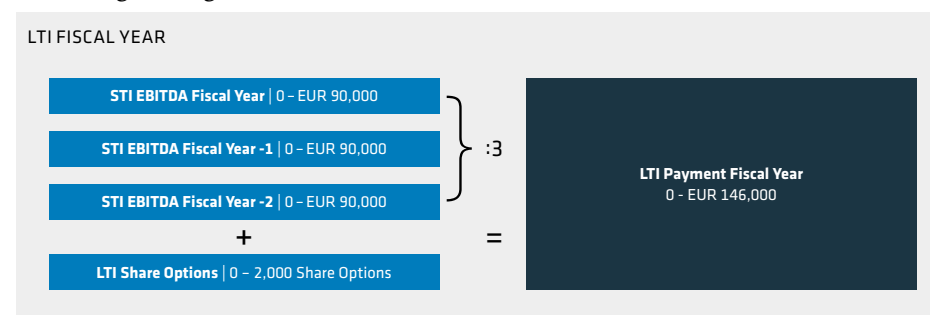 LTI FISCAL YEAR
STI EBITDA Fiscal Year | 0 – EUR 90,000
STI EBITDA Fiscal Year -1 | 0 – EUR 90,000
:3
STI EBITDA Fiscal Year -2 | 0 – EUR 90,000
+
=
LTI Share Options | 0 – 2,000 Share Options
LTI Payment Fiscal Year
0 - EUR 146,000